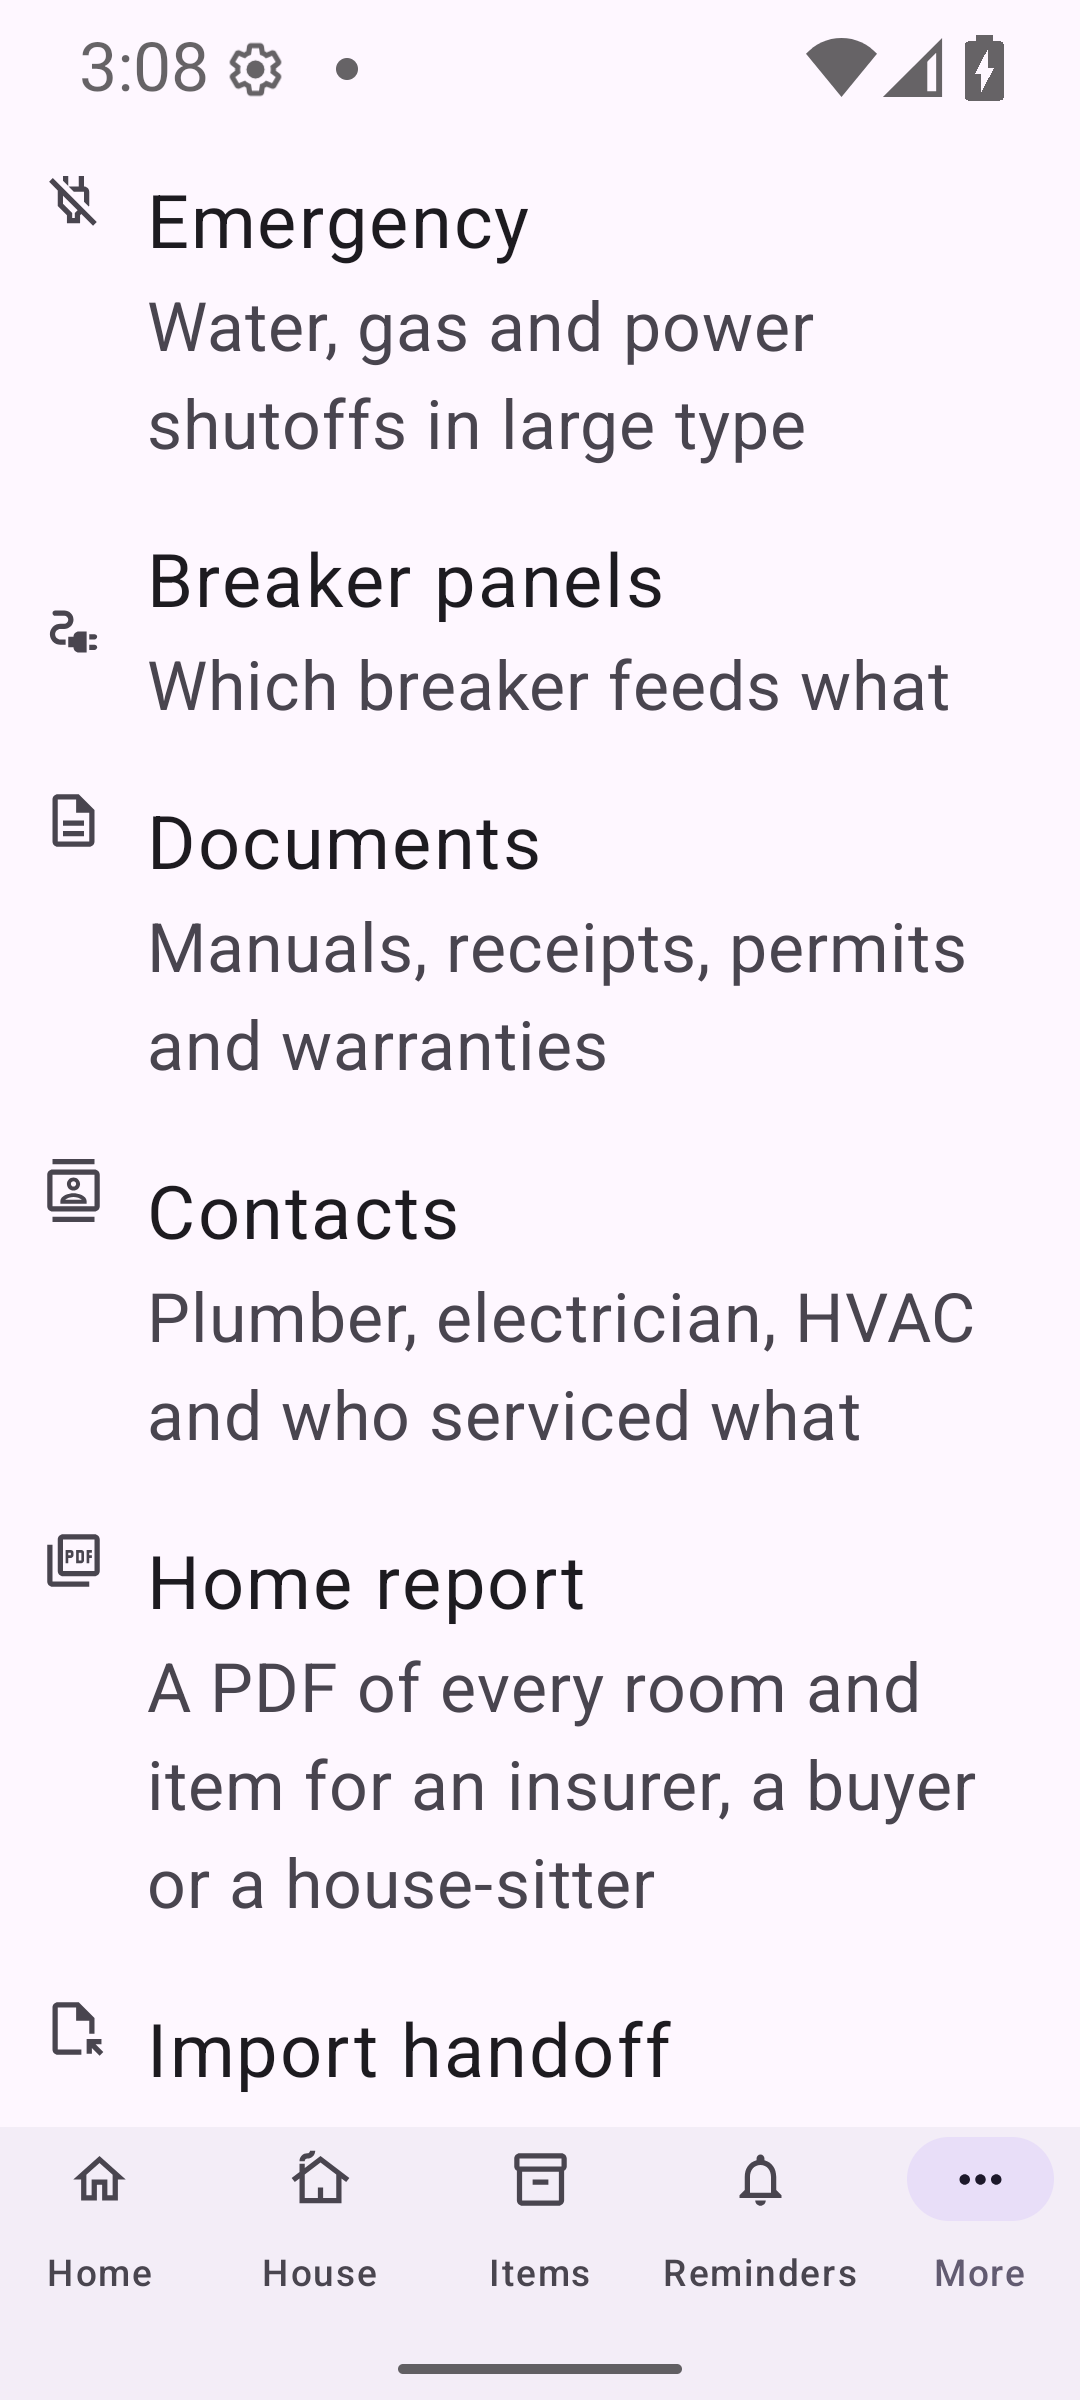 3:08
Emergency
Water, gas and power
shutoffs in large type
Breaker panels
Which breaker feeds what
Documents
Manuals, receipts, permits
and warranties
Contacts
Plumber, electrician, HVAC
and who serviced what
PDF
Home report
A PDF of every room and
item for an insurer, a buyer
or a house-sitter
Import handoff
Home House Items Reminders More